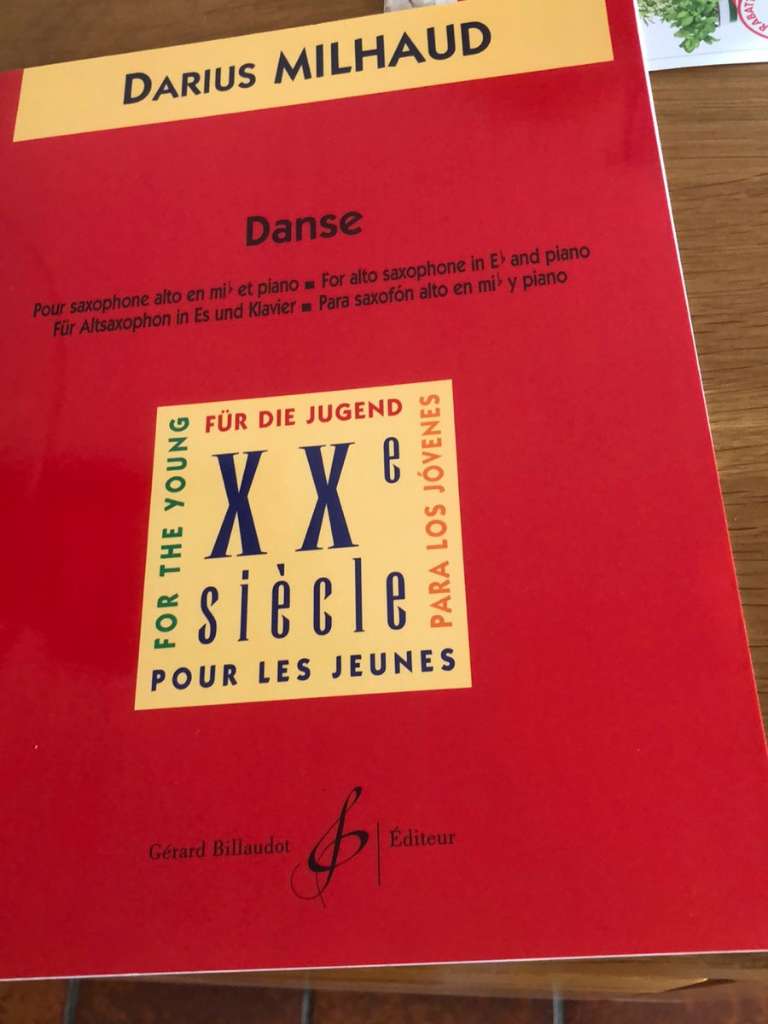 DARIUS MILHAUD
Danse
Pour saxophone alto en mi♭ et piano ■ For alto saxophone in E♭ and piano
Für Altsaxophon in Es und Klavier ■ Para saxofón alto en mi♭ y piano
FÜR DIE JUGEND
FOR THE YOUNG
XXe
siècle
PARA LOS JÓVENES
POUR LES JEUNES
Gérard Billaudot Éditeur